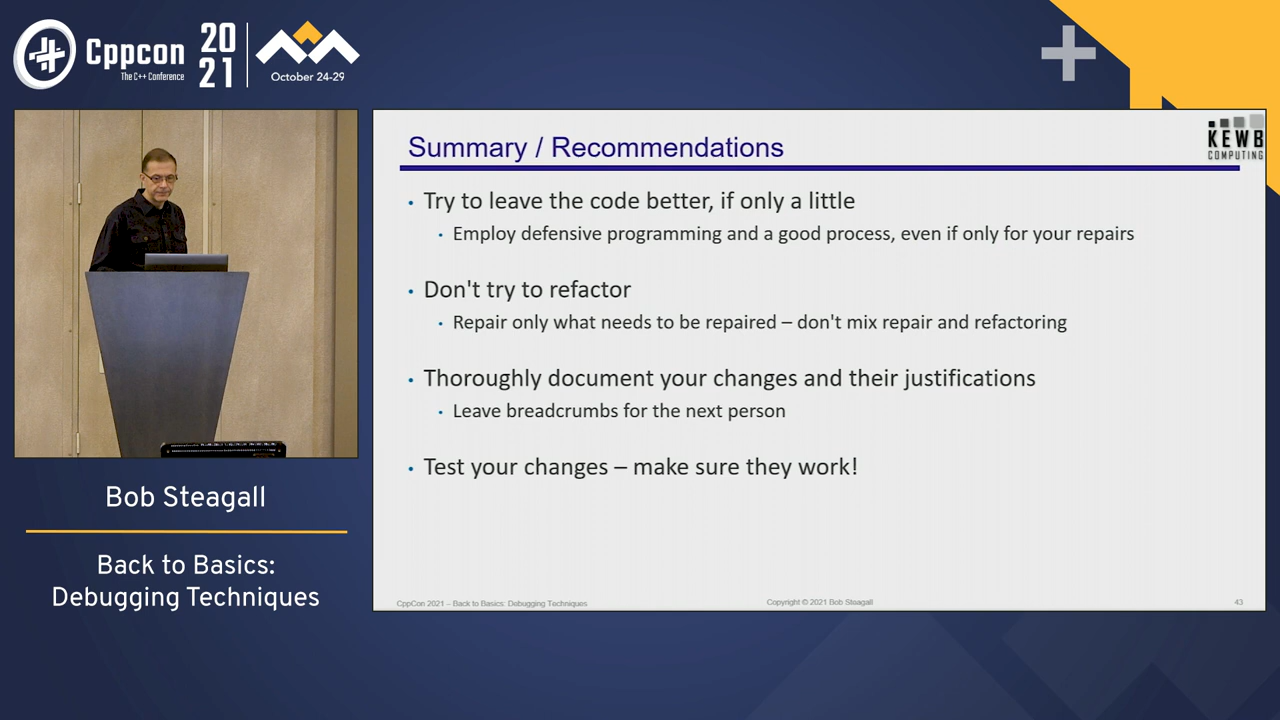 Cppcon
The C++ Conference
20
21
October 24-29
KEWB
COMPUTING
Summary / Recommendations
• Try to leave the code better, if only a little
• Employ defensive programming and a good process, even if only for your repairs
• Don't try to refactor
• Repair only what needs to be repaired – don't mix repair and refactoring
• Thoroughly document your changes and their justifications
• Leave breadcrumbs for the next person
• Test your changes – make sure they work!
CppCon 2021 – Back to Basics: Debugging Techniques
Copyright © 2021 Bob Steagall
43
Bob Steagall
Back to Basics:
Debugging Techniques